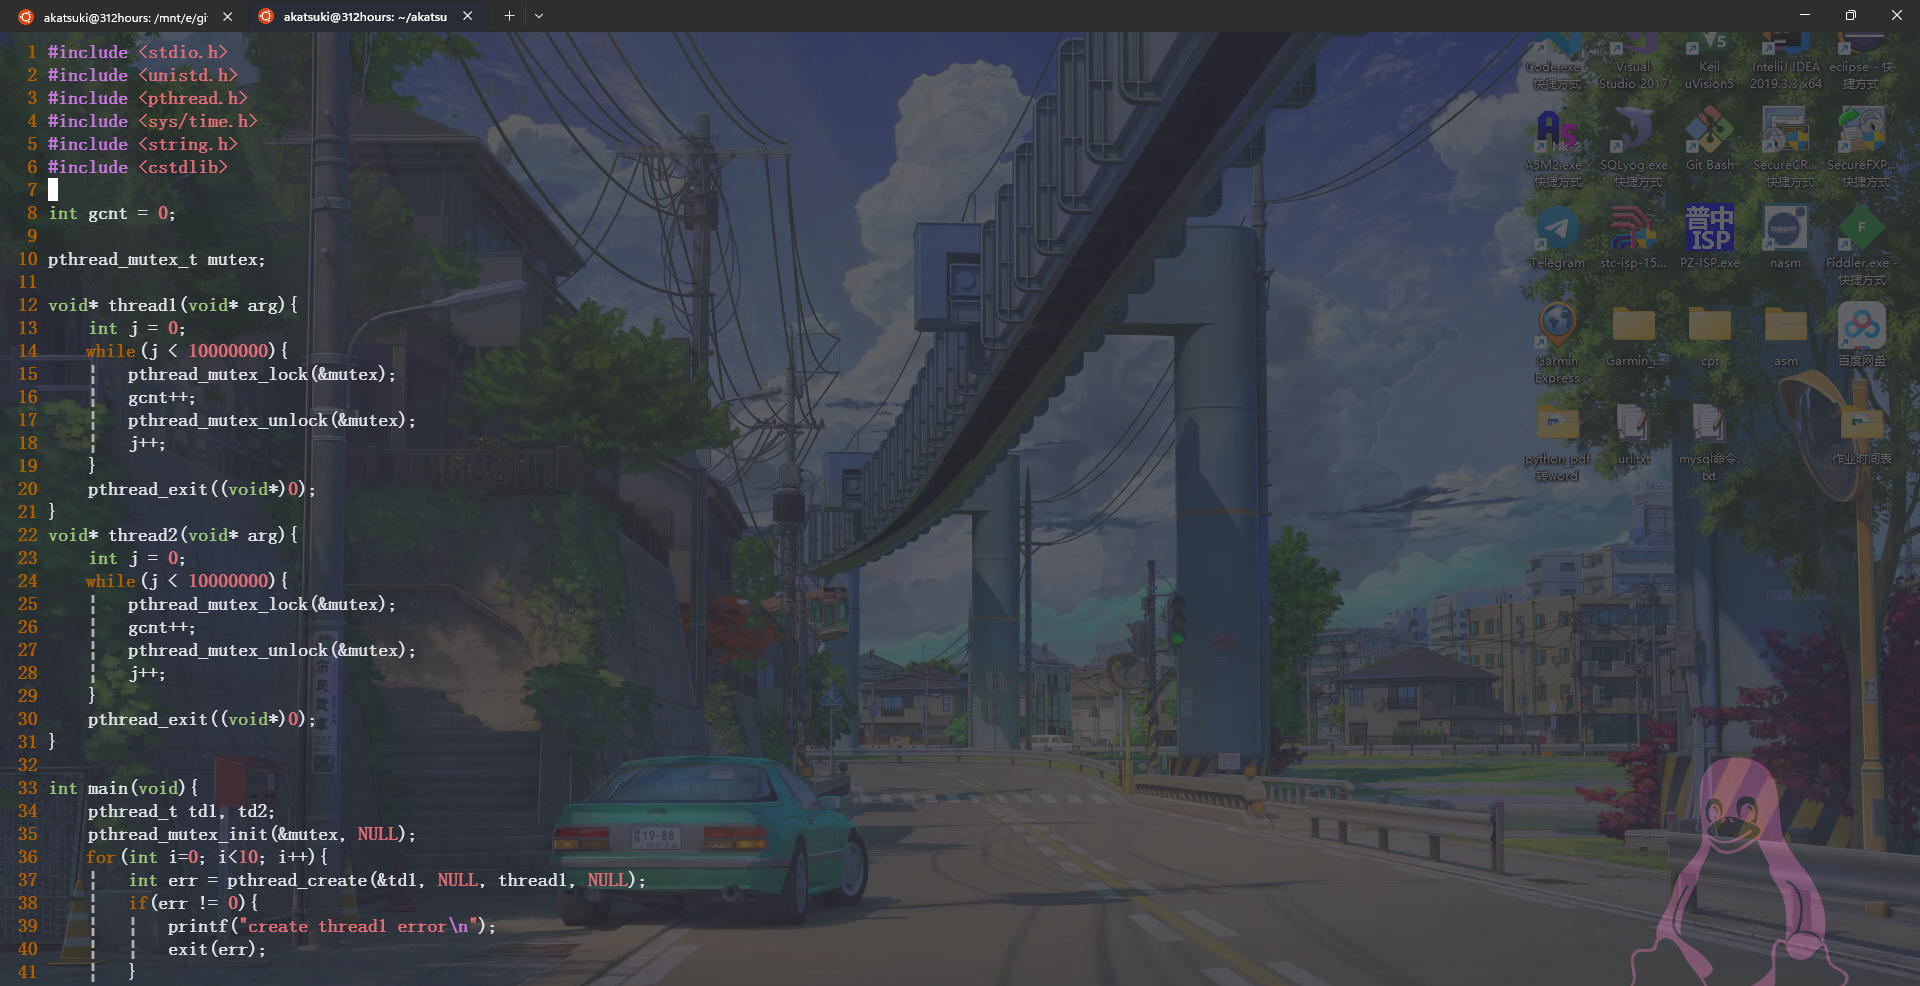 akatsuki@312hours: /mnt/e/gi
akatsuki@312hours: ~/akatsu
1 #include <stdio.h>
2 #include <unistd.h>
3 #include <pthread.h>
4 #include <sys/time.h>
5 #include <string.h>
6 #include <cstdlib>
7
8 int gcnt = 0;
9
10 pthread_mutex_t mutex;
11
12 void* thread1(void* arg){
13     int j = 0;
14     while(j < 10000000){
15         pthread_mutex_lock(&mutex);
16         gcnt++;
17         pthread_mutex_unlock(&mutex);
18         j++;
19     }
20     pthread_exit((void*)0);
21 }
22 void* thread2(void* arg){
23     int j = 0;
24     while(j < 10000000){
25         pthread_mutex_lock(&mutex);
26         gcnt++;
27         pthread_mutex_unlock(&mutex);
28         j++;
29     }
30     pthread_exit((void*)0);
31 }
32
33 int main(void){
34     pthread_t td1, td2;
35     pthread_mutex_init(&mutex, NULL);
36     for(int i=0; i<10; i++){
37         int err = pthread_create(&td1, NULL, thread1, NULL);
38         if(err != 0){
39             printf("create thread1 error\n");
40             exit(err);
41         }
Code.exe - 快捷方式
Visual Studio 2017
Keil uVision5
IntelliJ IDEA 2019.3.3 x64
eclipse - 快捷方式
A5M2.exe - 快捷方式
SQLyog.exe - 快捷方式
Git Bash
SecureCR... - 快捷方式
SecureFXP... - 快捷方式
普中
ISP
nasm
F
Telegram
stc-isp-15...
PZ-ISP.exe
nasm
Fiddler.exe - 快捷方式
Garmin Express
Garmin_...
cpt
asm
百度网盘
python pdf转word
url.txt
mysql命令.txt
作业时间表
19-88